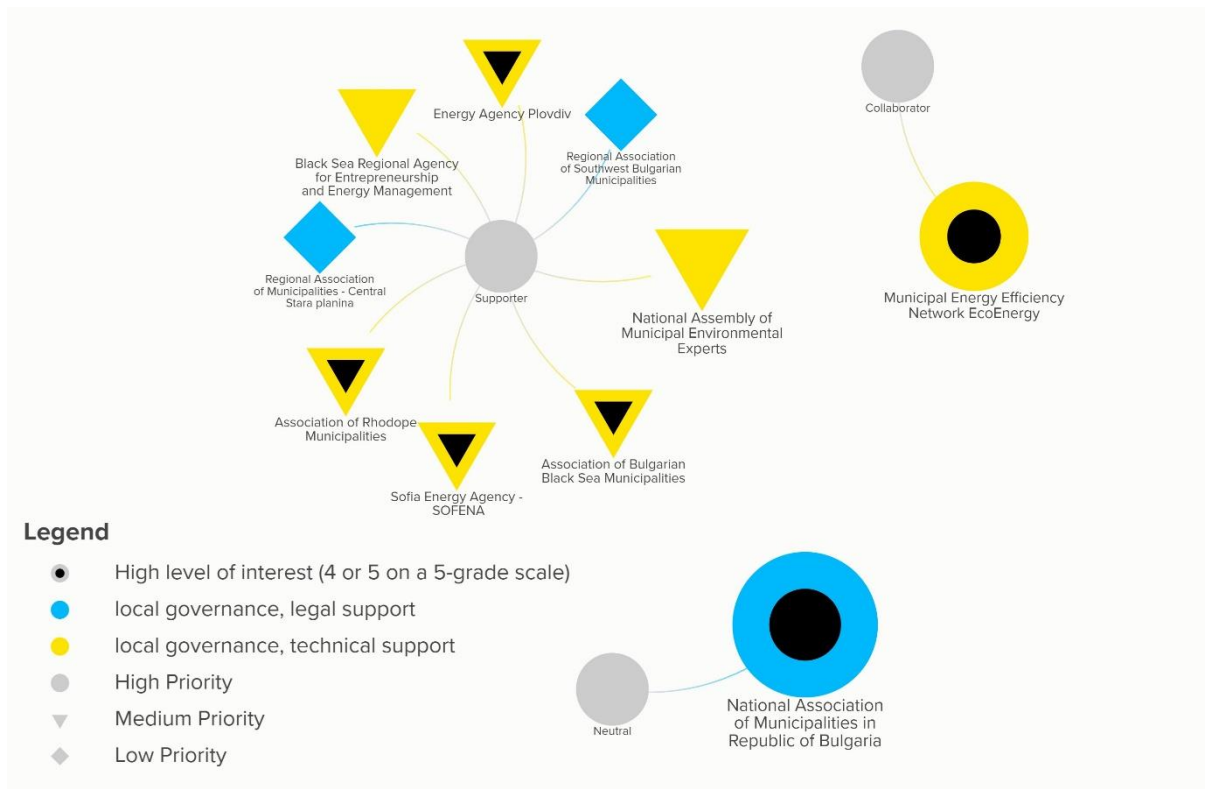 Energy Agency Plovdiv
Collaborator
Black Sea Regional Agency
for Entrepreneurship
and Energy Management
Regional Association
of Southwest Bulgarian
Municipalities
Regional Association
of Municipalities - Central
Stara planina
Supporter
National Assembly of
Municipal Environmental
Experts
Municipal Energy Efficiency
Network EcoEnergy
Association of Rhodope
Municipalities
Sofia Energy Agency -
SOFENA
Association of Bulgarian
Black Sea Municipalities
Legend
High level of interest (4 or 5 on a 5-grade scale)
local governance, legal support
local governance, technical support
High Priority
Medium Priority
Low Priority
Neutral
National Association
of Municipalities in
Republic of Bulgaria